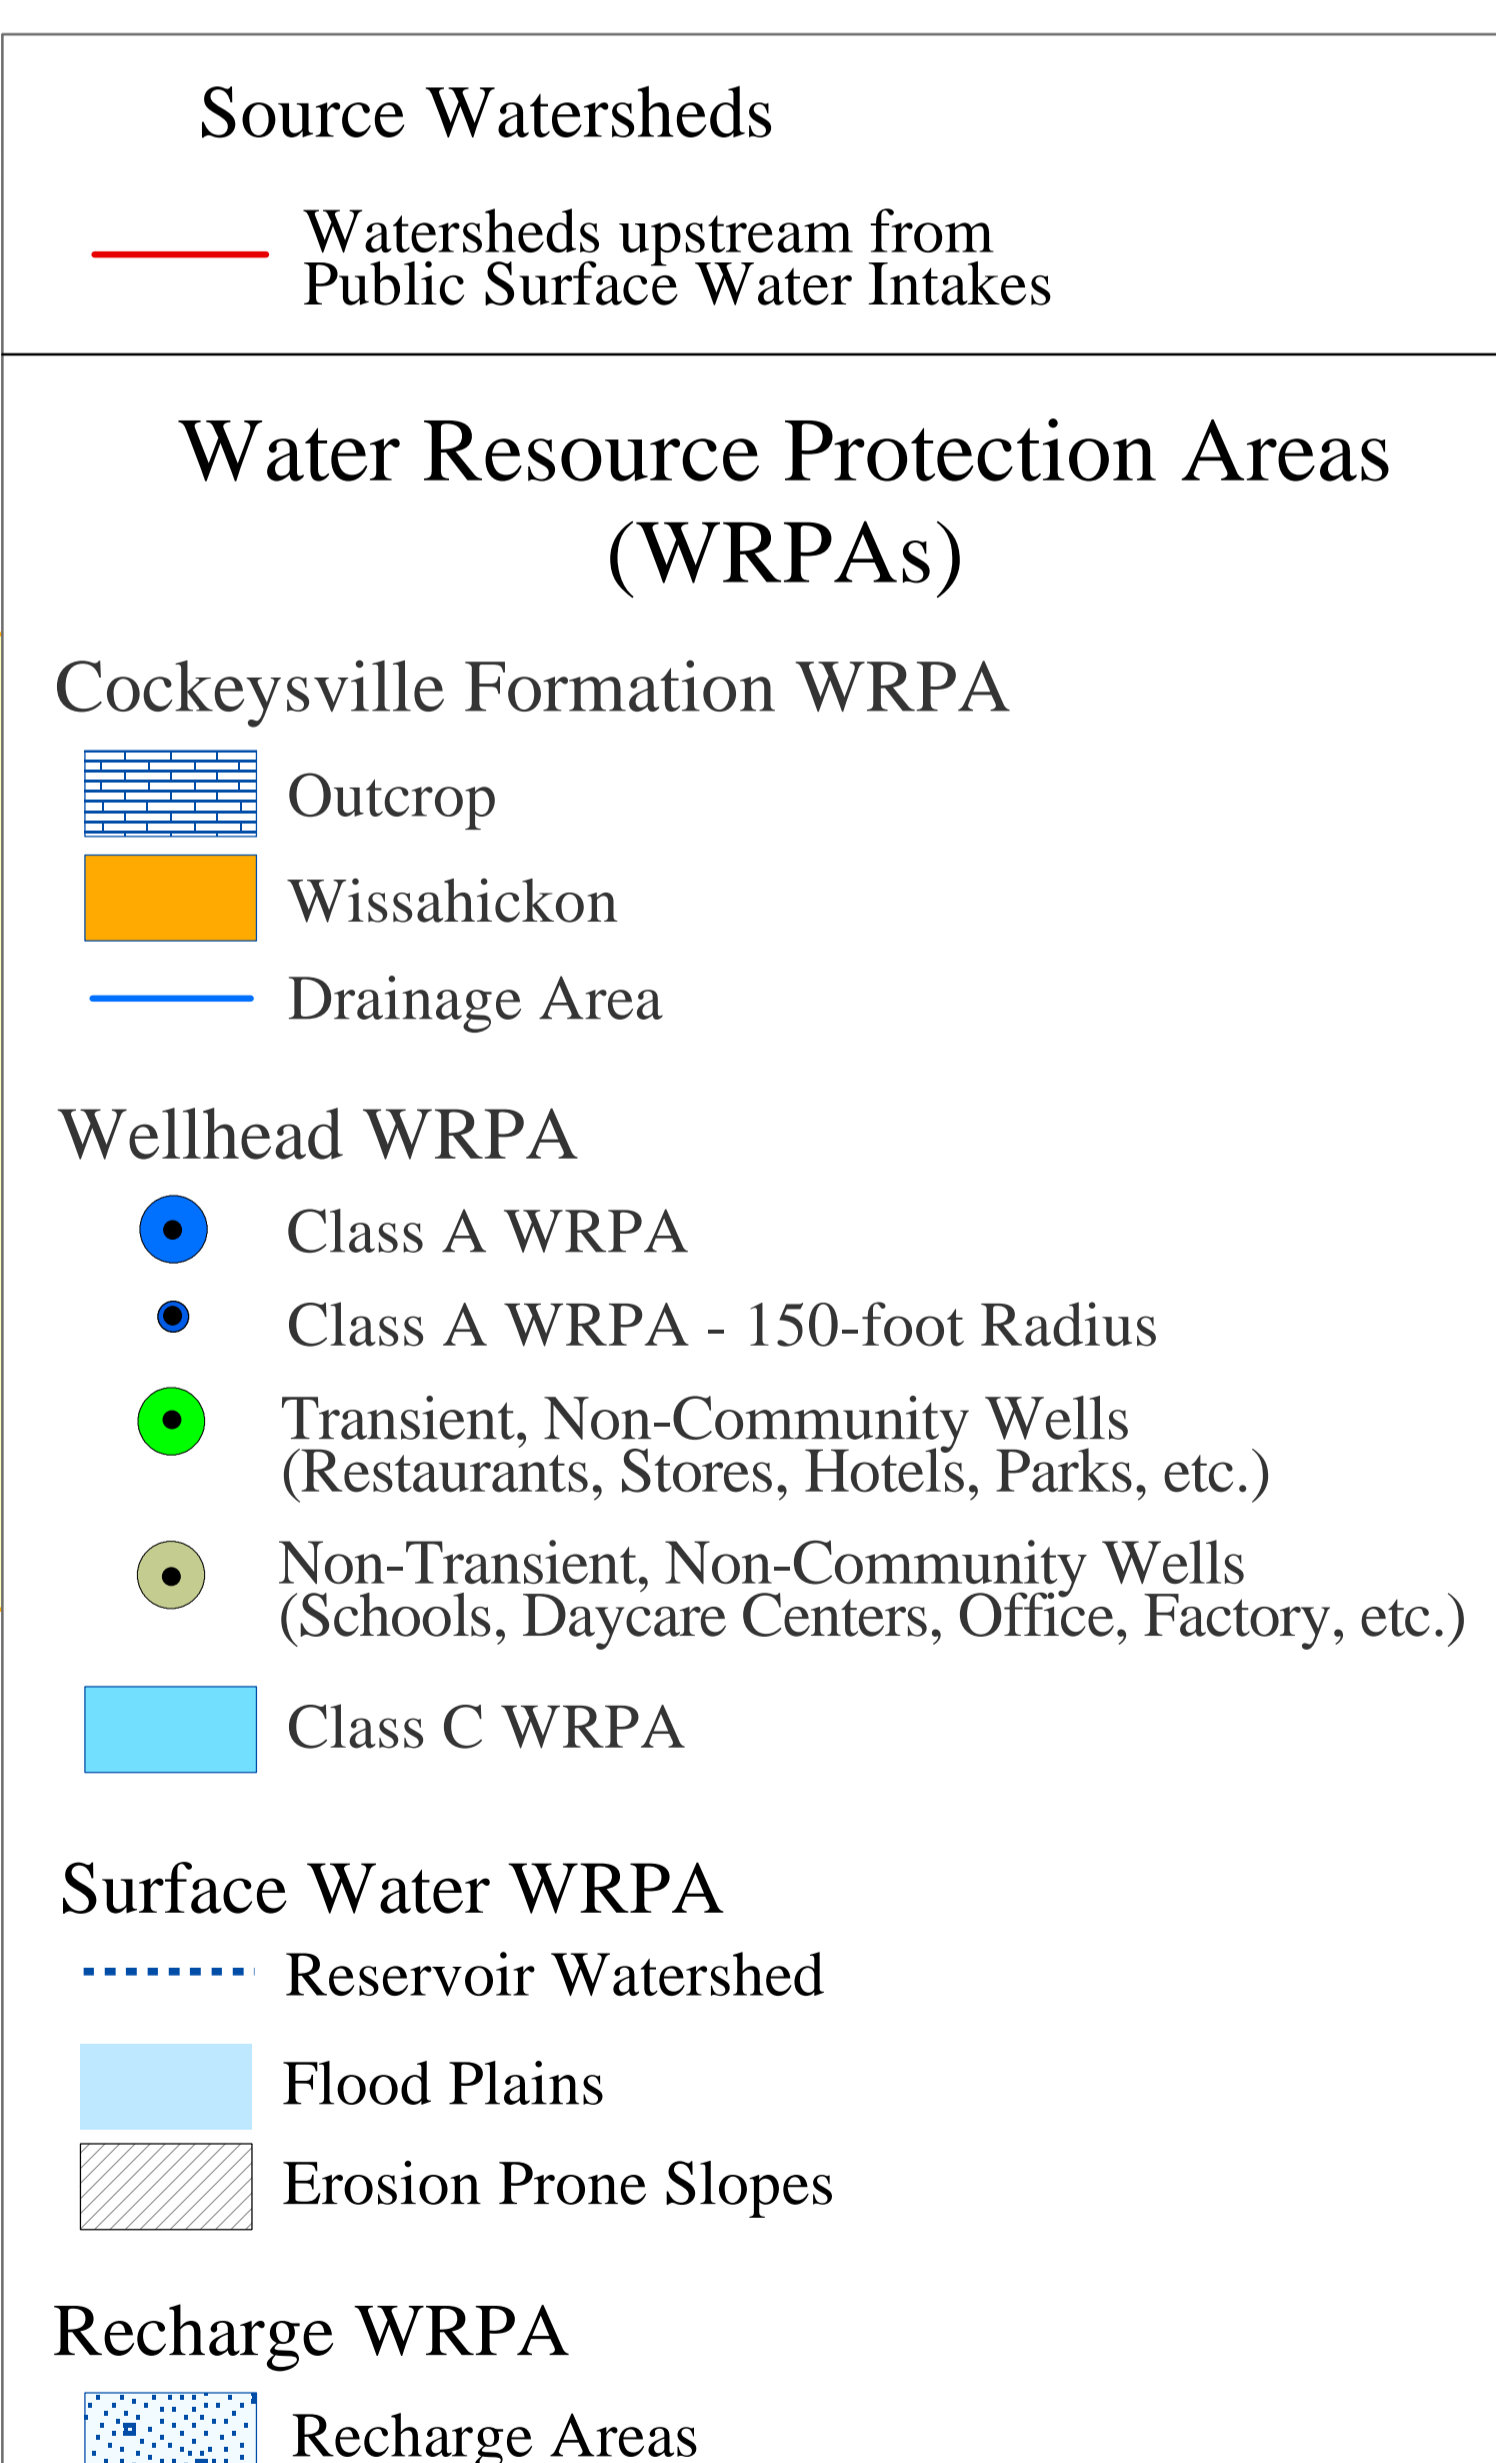 Source Watersheds
Watersheds upstream from
Public Surface Water Intakes
Water Resource Protection Areas
(WRPAs)
Cockeysville Formation WRPA
Outcrop
Wissahickon
Drainage Area
Wellhead WRPA
Class A WRPA
Class A WRPA - 150-foot Radius
Transient, Non-Community Wells
(Restaurants, Stores, Hotels, Parks, etc.)
Non-Transient, Non-Community Wells
(Schools, Daycare Centers, Office, Factory, etc.)
Class C WRPA
Surface Water WRPA
Reservoir Watershed
Flood Plains
Erosion Prone Slopes
Recharge WRPA
Recharge Areas